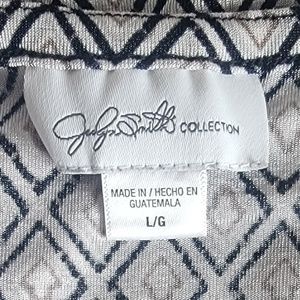 Jaclyn Smith COLLECTION
MADE IN / HECHO EN
GUATEMALA
L/G